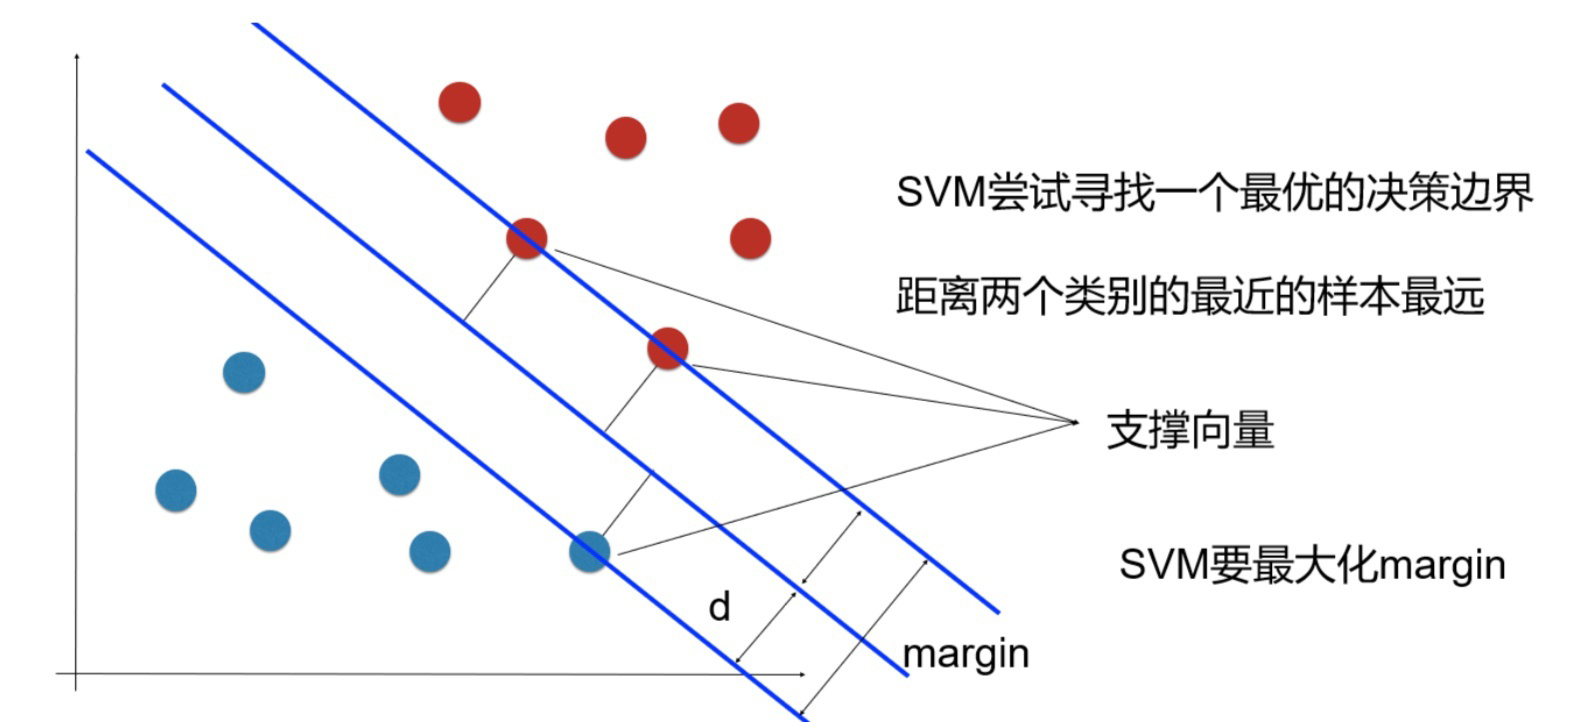 SVM尝试寻找一个最优的决策边界
距离两个类别的最近的样本最远
支撑向量
SVM要最大化margin
d
margin